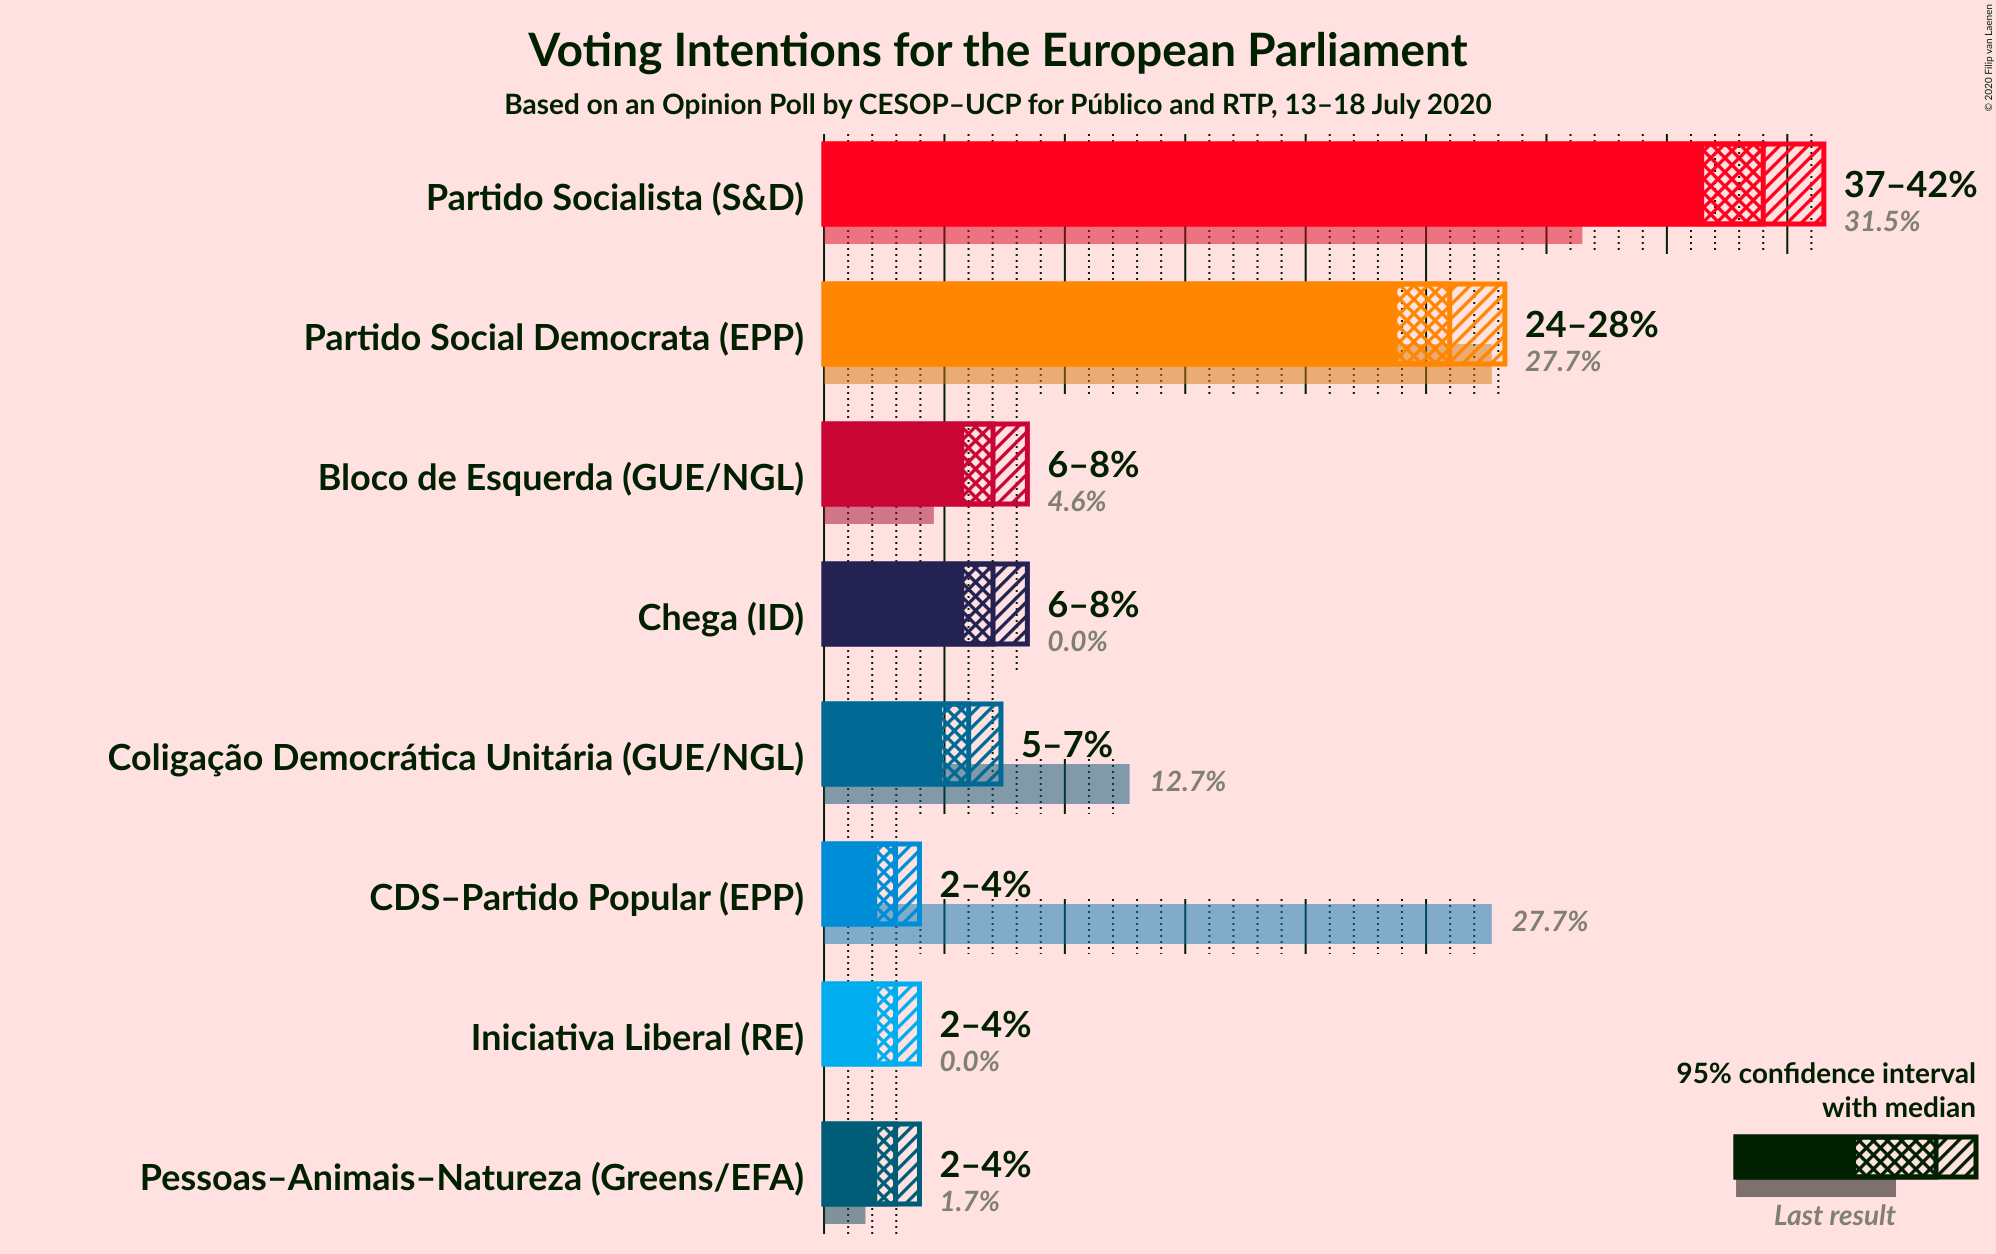 Voting Intentions for the European Parliament
Based on an Opinion Poll by CESOP–UCP for Público and RTP, 13–18 July 2020
© 2020 Filip van Laenen
Partido Socialista (S&D)
37–42%
31.5%
Partido Social Democrata (EPP)
24–28%
27.7%
Bloco de Esquerda (GUE/NGL)
6–8%
4.6%
Chega (ID)
6–8%
0.0%
Coligação Democrática Unitária (GUE/NGL)
5–7%
12.7%
CDS–Partido Popular (EPP)
2–4%
27.7%
Iniciativa Liberal (RE)
2–4%
0.0%
Pessoas–Animais–Natureza (Greens/EFA)
2–4%
1.7%
95% confidence interval
with median
Last result